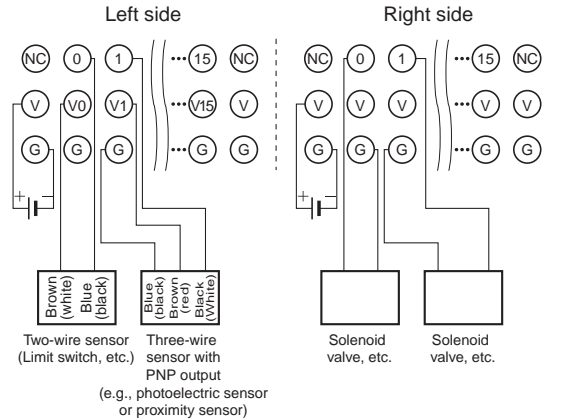 Left side
Right side
NC 0 1 ··· 15 NC
V V0 V1 ··· V15 V
G G G ··· G G
+ −
Brown (white)
Blue (black)
Blue (black)
Brown (red)
Black (White)
Two-wire sensor
(Limit switch, etc.)
Three-wire
sensor with
PNP output
(e.g., photoelectric sensor
or proximity sensor)
NC 0 1 ··· 15 NC
V V V ··· V V
G G G ··· G G
+ −
Solenoid
valve, etc.
Solenoid
valve, etc.